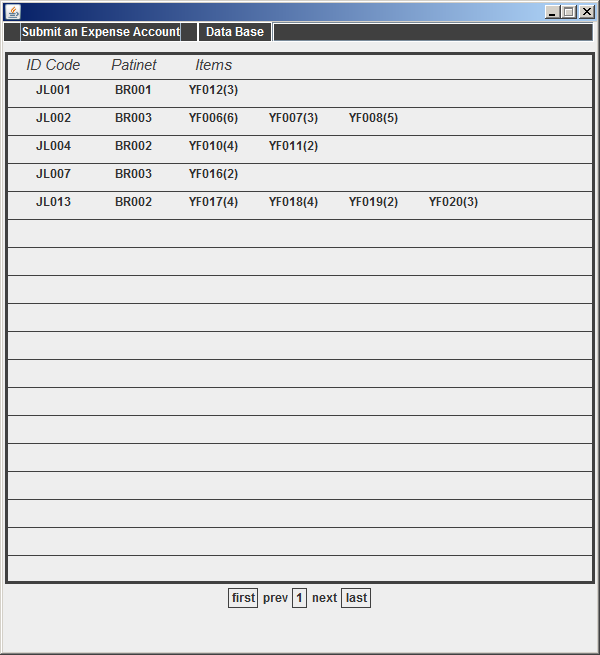 Submit an Expense Account Data Base
ID Code Patinet Items
JL001 BR001 YF012(3)
JL002 BR003 YF006(6) YF007(3) YF008(5)
JL004 BR002 YF010(4) YF011(2)
JL007 BR003 YF016(2)
JL013 BR002 YF017(4) YF018(4) YF019(2) YF020(3)
first prev 1 next last